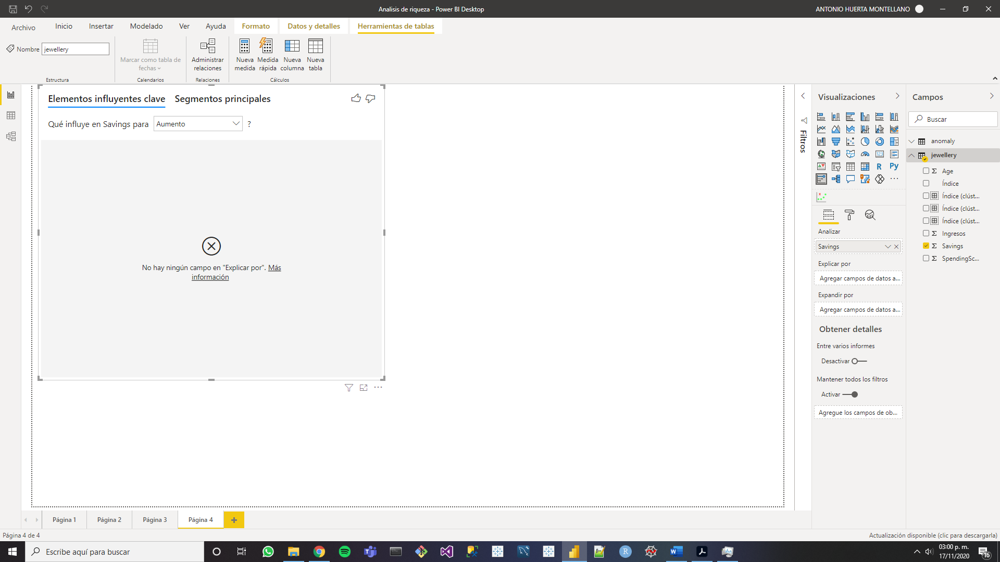 Analisis de riqueza - Power BI Desktop
ANTONIO HUERTA MONTELLANO
Archivo
Inicio
Insertar
Modelado
Ver
Ayuda
Formato
Datos y detalles
Herramientas de tablas
Nombre
jewellery
Marcar como tabla de
fechas
Administrar
relaciones
Nueva
medida
Medida
rápida
Nueva
columna
Nueva
tabla
Estructura
Calendarios
Relaciones
Cálculos
Elementos influyentes clave
Segmentos principales
Qué influye en Savings para
Aumento
?
No hay ningún campo en "Explicar por". Más
información
Filtros
Visualizaciones
R
Py
Analizar
Savings
Explicar por
Agregar campos de datos a...
Expandir por
Agregar campos de datos a...
Obtener detalles
Entre varios informes
Desactivar
Mantener todos los filtros
Activar
Agregue los campos de ob...
Campos
Buscar
anomaly
jewellery
Age
Índice
Índice (clúst...
Índice (clúst...
Índice (clúst...
Ingresos
Savings
SpendingSc...
Página 1
Página 2
Página 3
Página 4
Página 4 de 4
Actualización disponible (clic para descargarla)
Escribe aquí para buscar
03:00 p. m.
17/11/2020
16